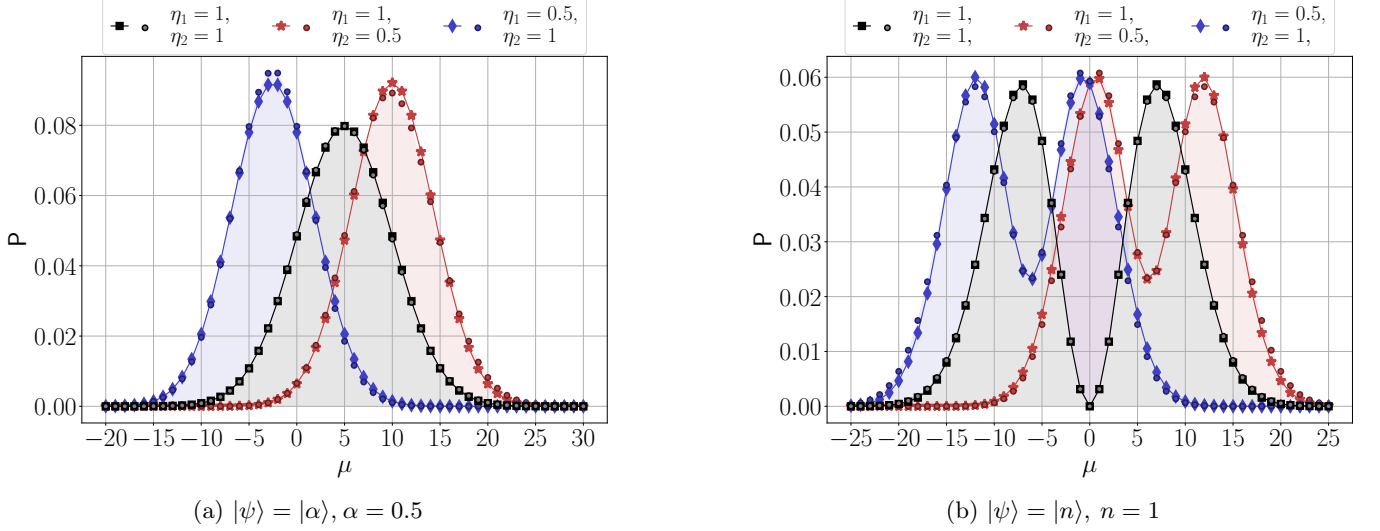 η₁ = 1, η₁ = 1, η₁ = 0.5,
η₂ = 1 η₂ = 0.5 η₂ = 1
P
0.08
0.06
0.04
0.02
0.00
−20 −15 −10 −5 0 5 10 15 20 25 30
μ
(a) |ψ⟩ = |α⟩, α = 0.5
η₁ = 1, η₁ = 1, η₁ = 0.5,
η₂ = 1, η₂ = 0.5, η₂ = 1,
P
0.06
0.05
0.04
0.03
0.02
0.01
0.00
−25 −20 −15 −10 −5 0 5 10 15 20 25
μ
(b) |ψ⟩ = |n⟩, n = 1